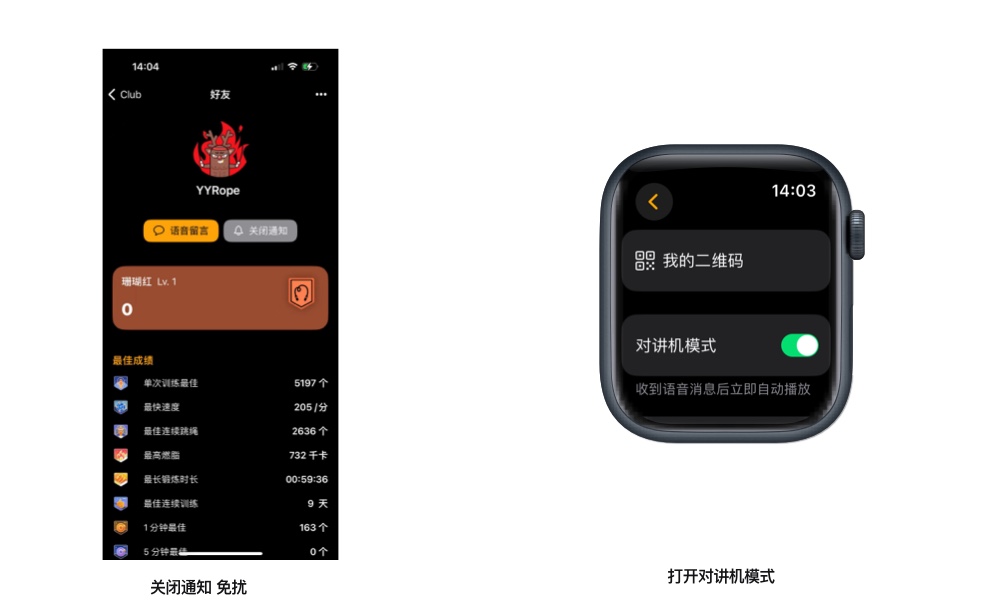 14:04
Club
好友
YYRope
语音留言
关闭通知
珊瑚红 Lv. 1
0
最佳成绩
单次训练最佳 5197 个
最快速度 205 /分
最佳连续跳绳 2636 个
最高燃脂 732 千卡
最长锻炼时长 00:59:36
最佳连续训练 9 天
1 分钟最佳 163 个
5 分钟最佳 0 个
关闭通知 免扰
14:03
我的二维码
对讲机模式
收到语音消息后立即自动播放
打开对讲机模式